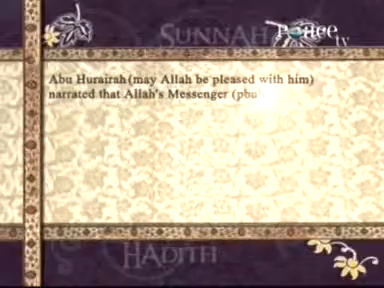 SUNNAH
Peace
tv
Abu Hurairah (may Allah be pleased with him)
narrated that Allah's Messenger (pbu
HADITH